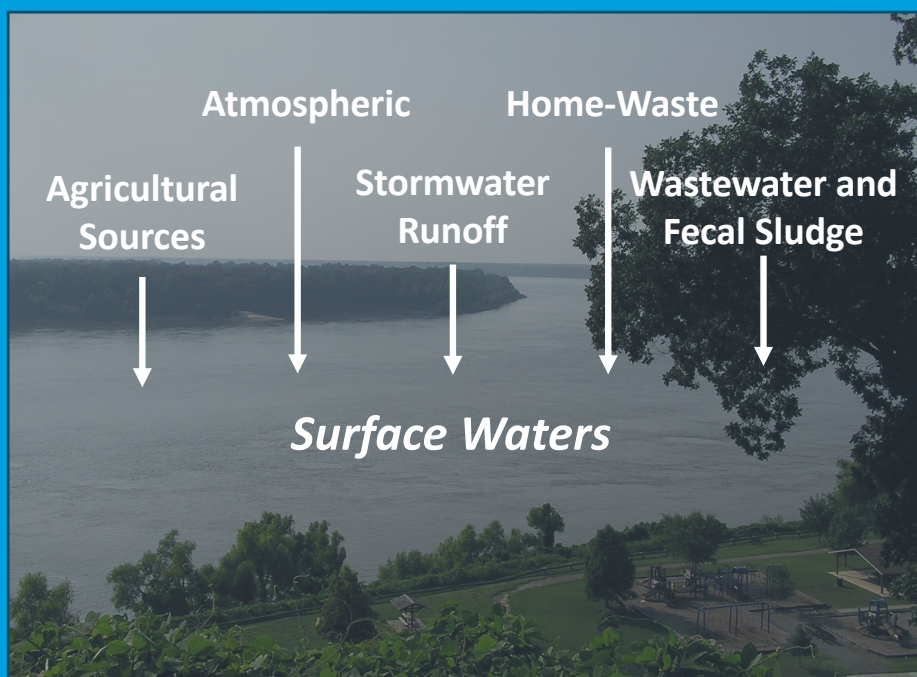 Atmospheric
Home-Waste
Agricultural
Sources
Stormwater
Runoff
Wastewater and
Fecal Sludge
Surface Waters